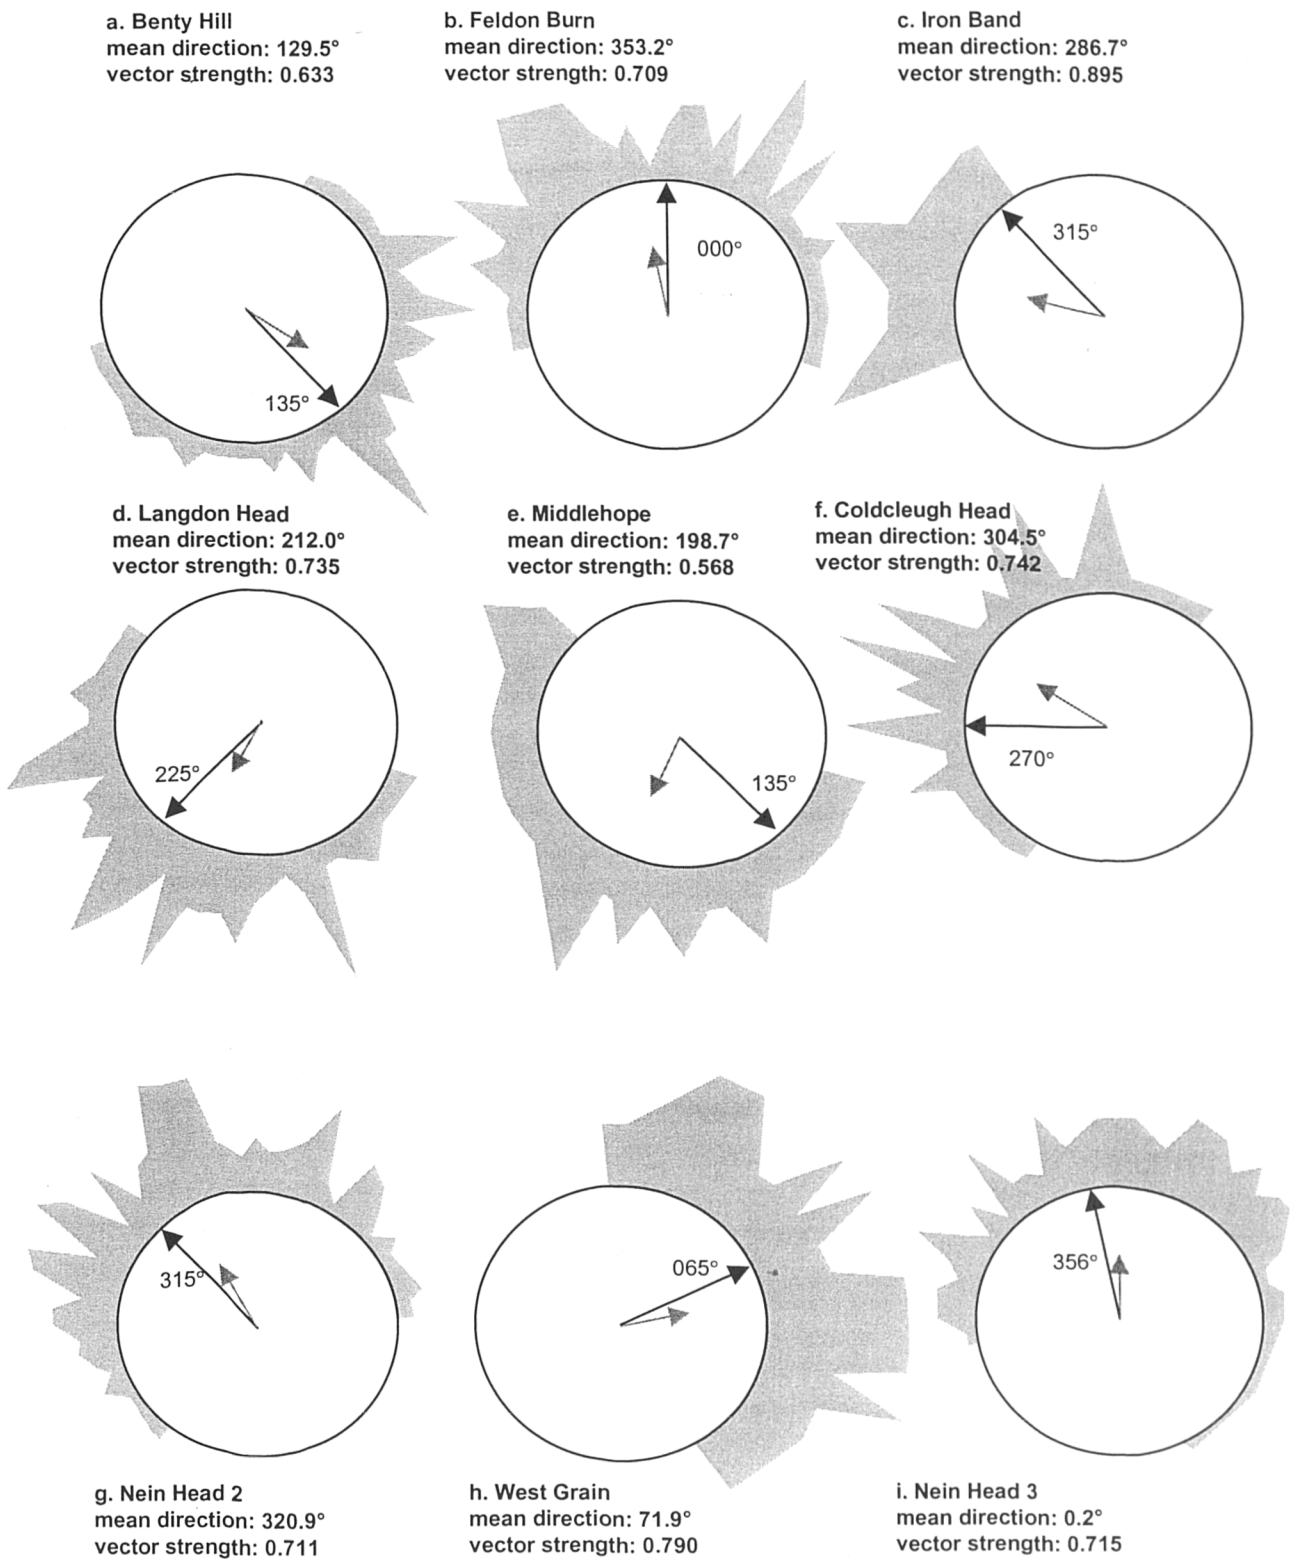 a. Benty Hill
mean direction: 129.5°
vector strength: 0.633
b. Feldon Burn
mean direction: 353.2°
vector strength: 0.709
c. Iron Band
mean direction: 286.7°
vector strength: 0.895
135°
000°
315°
d. Langdon Head
mean direction: 212.0°
vector strength: 0.735
e. Middlehope
mean direction: 198.7°
vector strength: 0.568
f. Coldcleugh Head
mean direction: 304.5°
vector strength: 0.742
225°
135°
270°
315°
065°
356°
g. Nein Head 2
mean direction: 320.9°
vector strength: 0.711
h. West Grain
mean direction: 71.9°
vector strength: 0.790
i. Nein Head 3
mean direction: 0.2°
vector strength: 0.715